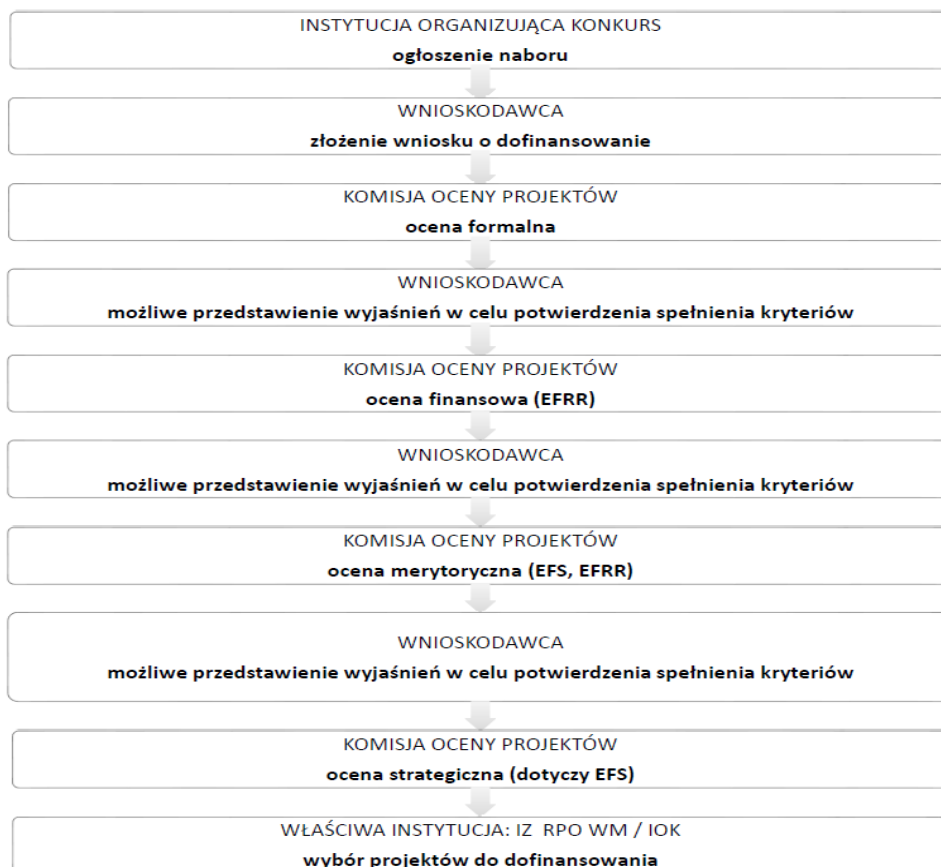 INSTYTUCJA ORGANIZUJĄCA KONKURS
ogłoszenie naboru
WNIOSKODAWCA
złożenie wniosku o dofinansowanie
KOMISJA OCENY PROJEKTÓW
ocena formalna
WNIOSKODAWCA
możliwe przedstawienie wyjaśnień w celu potwierdzenia spełnienia kryteriów
KOMISJA OCENY PROJEKTÓW
ocena finansowa (EFRR)
WNIOSKODAWCA
możliwe przedstawienie wyjaśnień w celu potwierdzenia spełnienia kryteriów
KOMISJA OCENY PROJEKTÓW
ocena merytoryczna (EFS, EFRR)
WNIOSKODAWCA
możliwe przedstawienie wyjaśnień w celu potwierdzenia spełnienia kryteriów
KOMISJA OCENY PROJEKTÓW
ocena strategiczna (dotyczy EFS)
WŁAŚCIWA INSTYTUCJA: IZ RPO WM / IOK
wybór projektów do dofinansowania